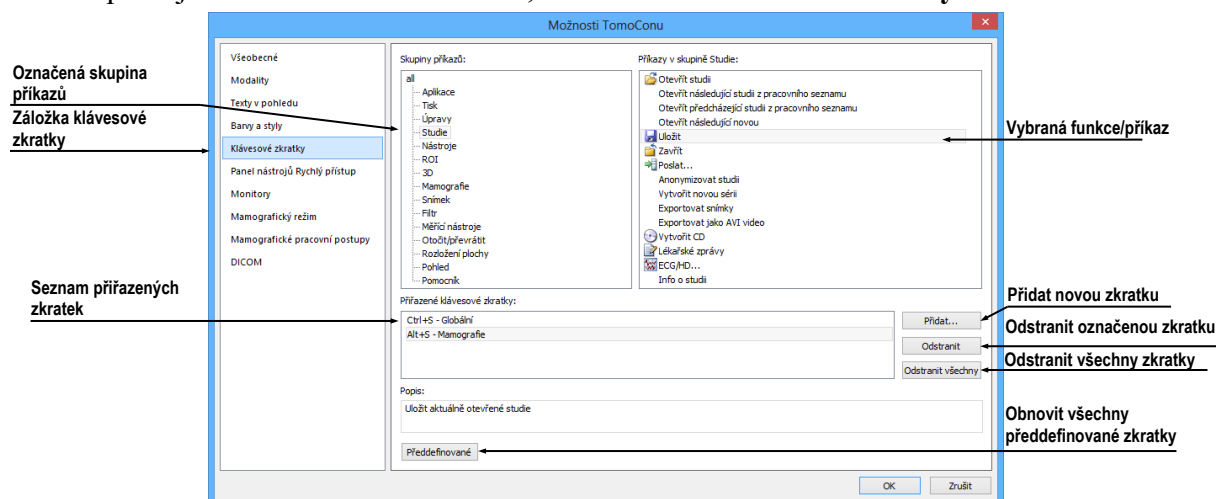 Možnosti TomoConu
Označená skupina
příkazů
Záložka klávesové
zkratky
Seznam přiřazených
zkratek
Všeobecné
Modality
Texty v pohledu
Barvy a styly
Klávesové zkratky
Panel nástrojů Rychlý přístup
Monitory
Mamografický režim
Mamografické pracovní postupy
DICOM
Skupiny příkazů:
all
Aplikace
Tisk
Úpravy
Studie
Nástroje
ROI
3D
Mamografie
Snímek
Filtr
Měřící nástroje
Otočit/převrátit
Rozložení plochy
Pohled
Pomocník
Příkazy v skupině Studie:
Otevřít studii
Otevřít následující studii z pracovního seznamu
Otevřít předcházející studii z pracovního seznamu
Otevřít následující novou
Uložit
Zavřít
Poslat...
Anonymizovat studii
Vytvořit novou sérii
Exportovat snímky
Exportovat jako AVI video
Vytvořit CD
Lékařské zprávy
ECG/HD...
Info o studii
Přiřazené klávesové zkratky:
Ctrl+S - Globální
Alt+S - Mamografie
Přidat...
Odstranit
Odstranit všechny
Popis:
Uložit aktuálně otevřené studie
Předdefinované
OK
Zrušit
Vybraná funkce/příkaz
Přidat novou zkratku
Odstranit označenou zkratku
Odstranit všechny zkratky
Obnovit všechny
předdefinované zkratky